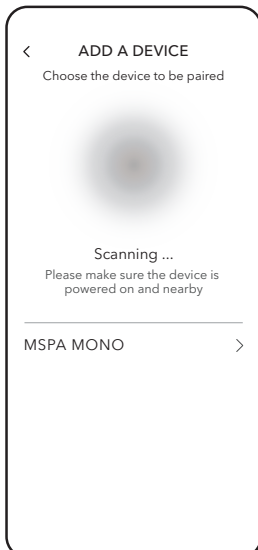 ADD A DEVICE
Choose the device to be paired
Scanning ...
Please make sure the device is
powered on and nearby
MSPA MONO